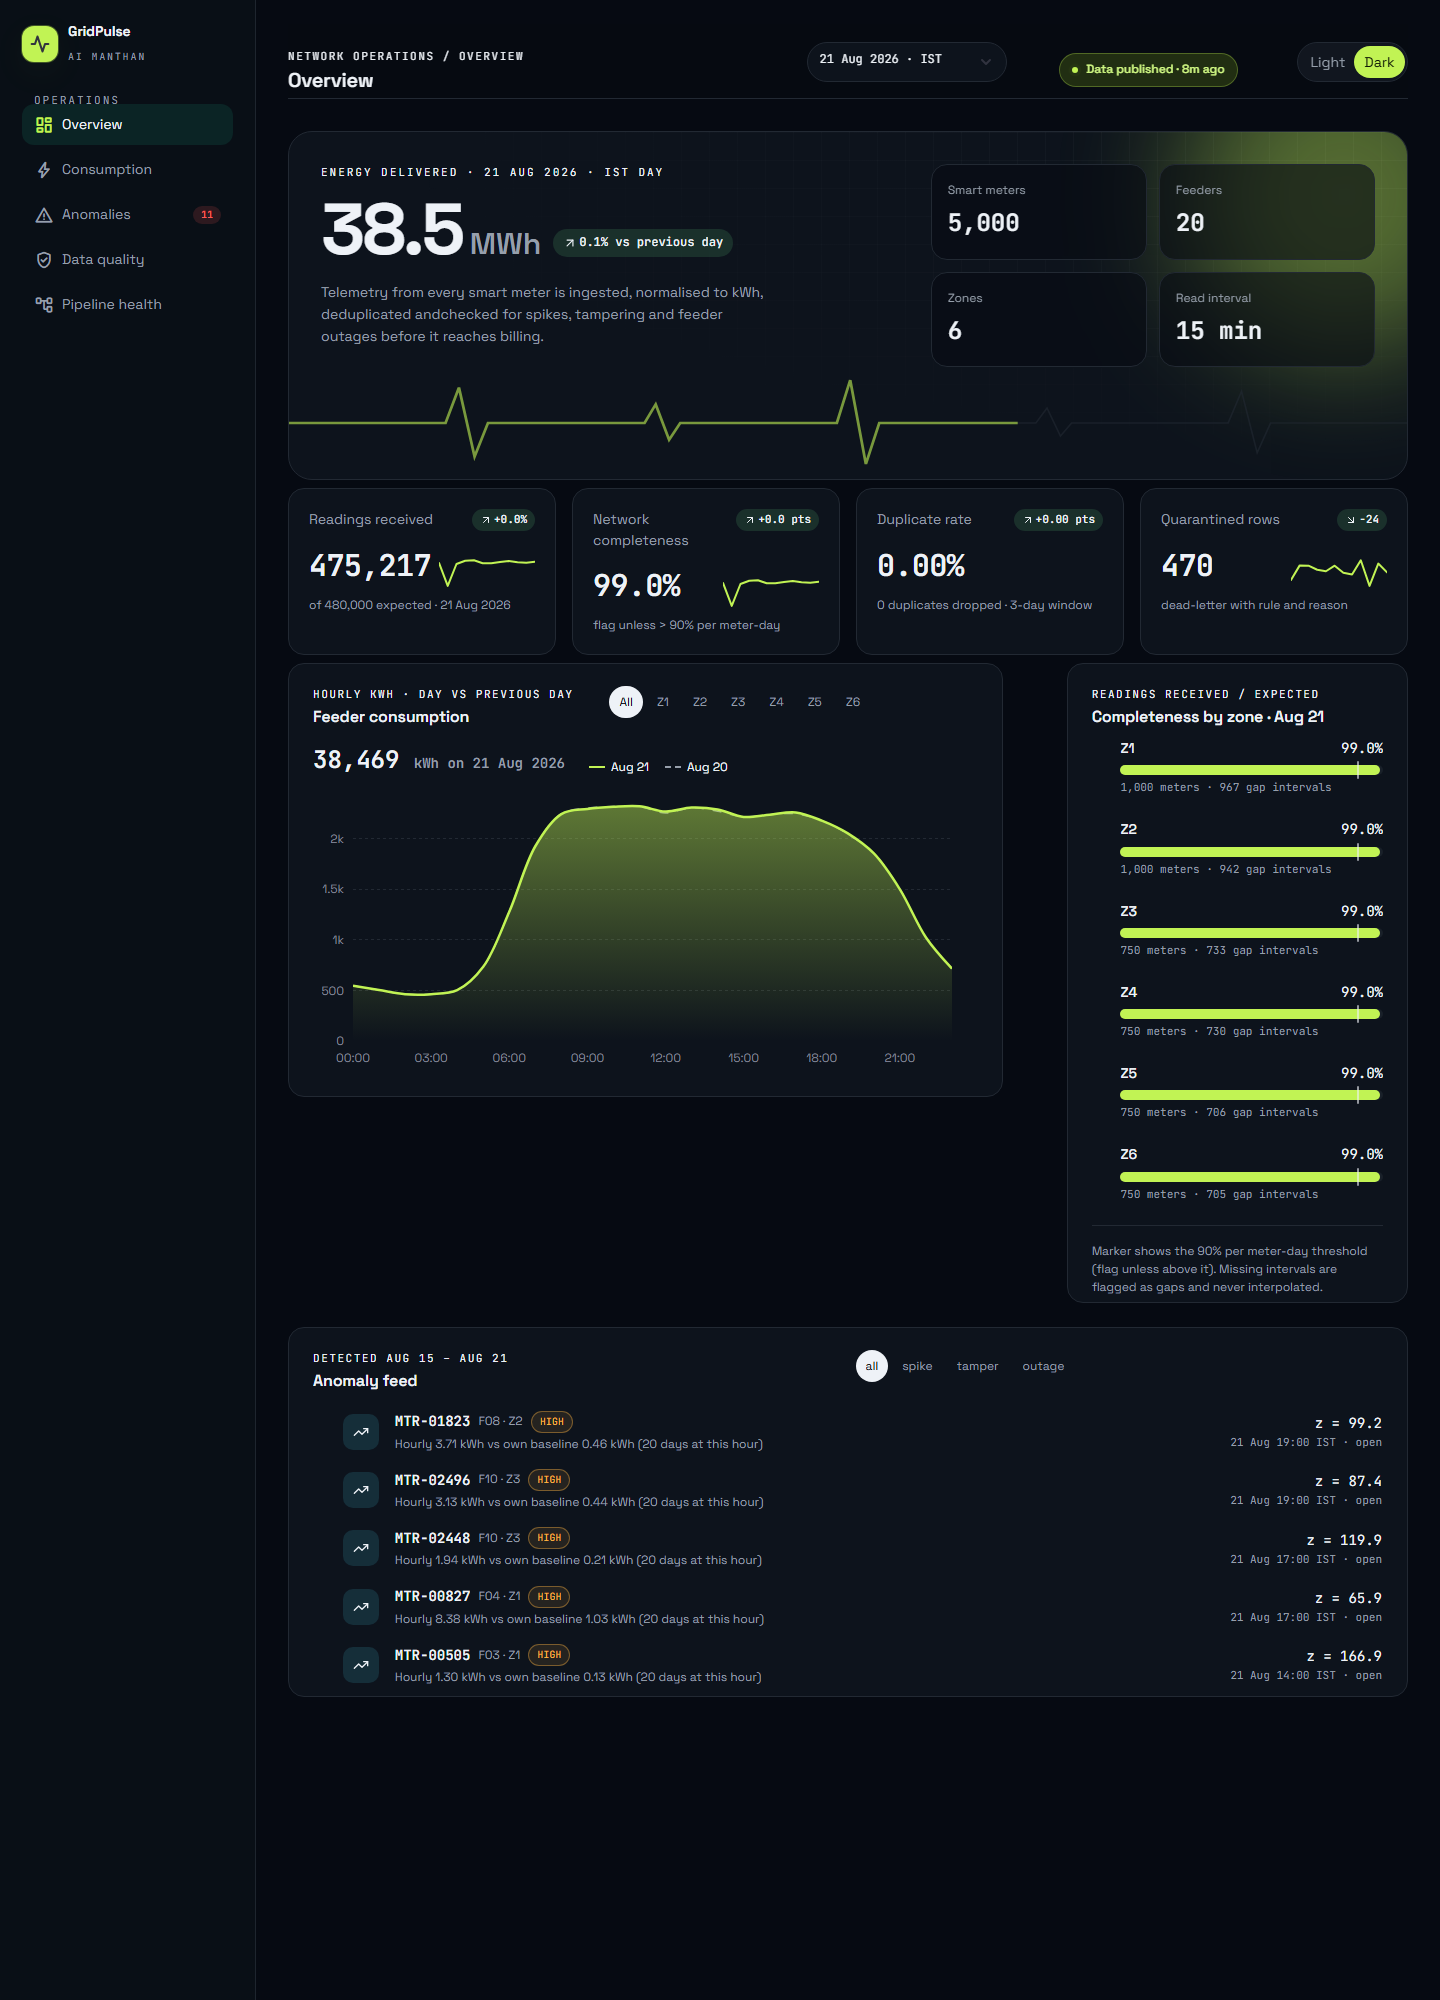 GridPulse
AI MANTHAN
OPERATIONS
Overview
Consumption
Anomalies
11
Data quality
Pipeline health
NETWORK OPERATIONS / OVERVIEW
Overview
21 Aug 2026 · IST
Data published · 8m ago
Light
Dark
ENERGY DELIVERED · 21 AUG 2026 · IST DAY
38.5 MWh
0.1% vs previous day
Telemetry from every smart meter is ingested, normalised to kWh,
deduplicated andchecked for spikes, tampering and feeder
outages before it reaches billing.
Smart meters
5,000
Feeders
20
Zones
6
Read interval
15 min
Readings received
+0.0%
475,217
of 480,000 expected · 21 Aug 2026
Network
completeness
+0.0 pts
99.0%
flag unless > 90% per meter-day
Duplicate rate
+0.00 pts
0.00%
0 duplicates dropped · 3-day window
Quarantined rows
-24
470
dead-letter with rule and reason
HOURLY KWH · DAY VS PREVIOUS DAY
Feeder consumption
All
Z1
Z2
Z3
Z4
Z5
Z6
38,469 kWh on 21 Aug 2026
Aug 21
Aug 20
2k
1.5k
1k
500
0
00:00
03:00
06:00
09:00
12:00
15:00
18:00
21:00
READINGS RECEIVED / EXPECTED
Completeness by zone · Aug 21
Z1
99.0%
1,000 meters · 967 gap intervals
Z2
99.0%
1,000 meters · 942 gap intervals
Z3
99.0%
750 meters · 733 gap intervals
Z4
99.0%
750 meters · 730 gap intervals
Z5
99.0%
750 meters · 706 gap intervals
Z6
99.0%
750 meters · 705 gap intervals
Marker shows the 90% per meter-day threshold
(flag unless above it). Missing intervals are
flagged as gaps and never interpolated.
DETECTED AUG 15 – AUG 21
Anomaly feed
all
spike
tamper
outage
MTR-01823 F08 · Z2 HIGH
Hourly 3.71 kWh vs own baseline 0.46 kWh (20 days at this hour)
z = 99.2
21 Aug 19:00 IST · open
MTR-02496 F10 · Z3 HIGH
Hourly 3.13 kWh vs own baseline 0.44 kWh (20 days at this hour)
z = 87.4
21 Aug 19:00 IST · open
MTR-02448 F10 · Z3 HIGH
Hourly 1.94 kWh vs own baseline 0.21 kWh (20 days at this hour)
z = 119.9
21 Aug 17:00 IST · open
MTR-00827 F04 · Z1 HIGH
Hourly 8.38 kWh vs own baseline 1.03 kWh (20 days at this hour)
z = 65.9
21 Aug 17:00 IST · open
MTR-00505 F03 · Z1 HIGH
Hourly 1.30 kWh vs own baseline 0.13 kWh (20 days at this hour)
z = 166.9
21 Aug 14:00 IST · open